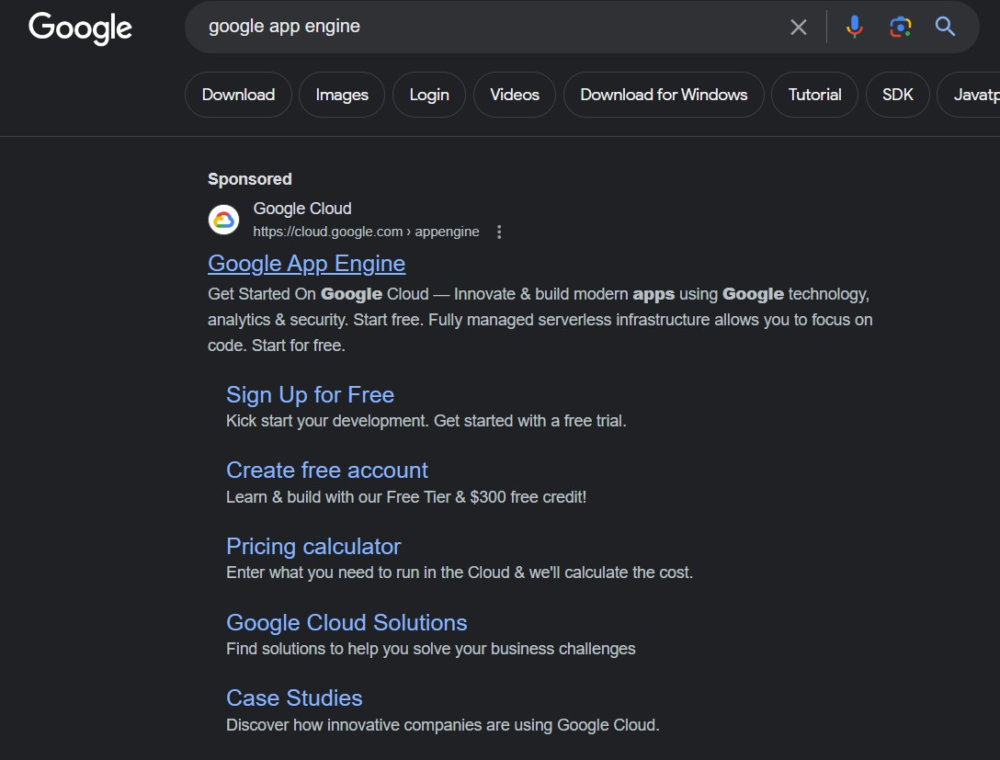 Google
google app engine
Download
Images
Login
Videos
Download for Windows
Tutorial
SDK
Javatp
Sponsored
Google Cloud
https://cloud.google.com › appengine
Google App Engine
Get Started On Google Cloud — Innovate & build modern apps using Google technology,
analytics & security. Start free. Fully managed serverless infrastructure allows you to focus on
code. Start for free.
Sign Up for Free
Kick start your development. Get started with a free trial.
Create free account
Learn & build with our Free Tier & $300 free credit!
Pricing calculator
Enter what you need to run in the Cloud & we'll calculate the cost.
Google Cloud Solutions
Find solutions to help you solve your business challenges
Case Studies
Discover how innovative companies are using Google Cloud.